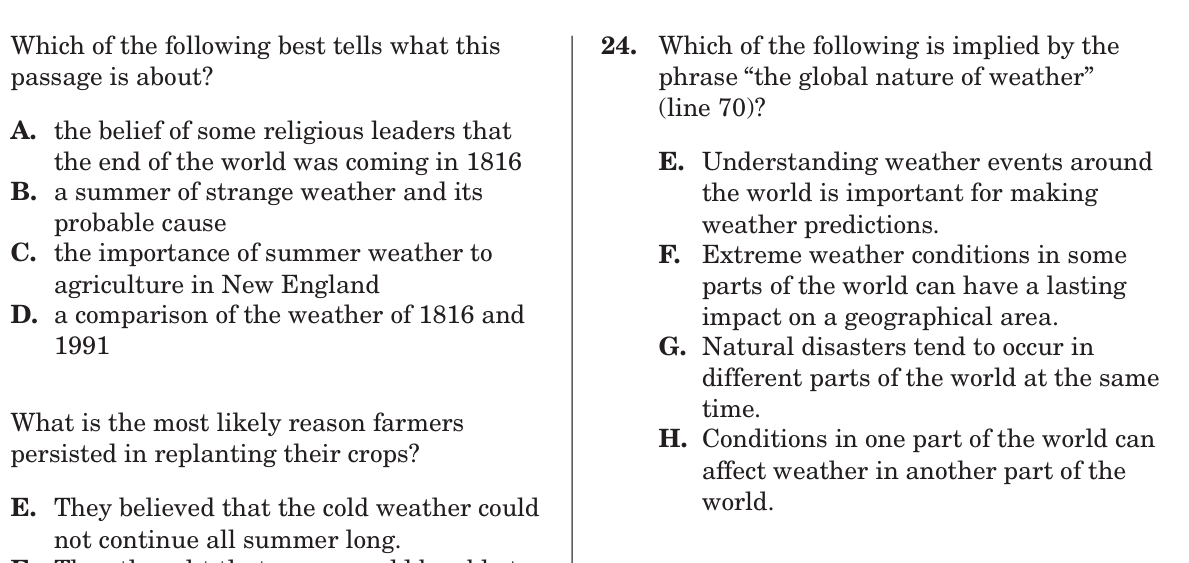 Which of the following best tells what this
passage is about?
A. the belief of some religious leaders that
the end of the world was coming in 1816
B. a summer of strange weather and its
probable cause
C. the importance of summer weather to
agriculture in New England
D. a comparison of the weather of 1816 and
1991
What is the most likely reason farmers
persisted in replanting their crops?
E. They believed that the cold weather could
not continue all summer long.
24. Which of the following is implied by the
phrase “the global nature of weather”
(line 70)?
E. Understanding weather events around
the world is important for making
weather predictions.
F. Extreme weather conditions in some
parts of the world can have a lasting
impact on a geographical area.
G. Natural disasters tend to occur in
different parts of the world at the same
time.
H. Conditions in one part of the world can
affect weather in another part of the
world.